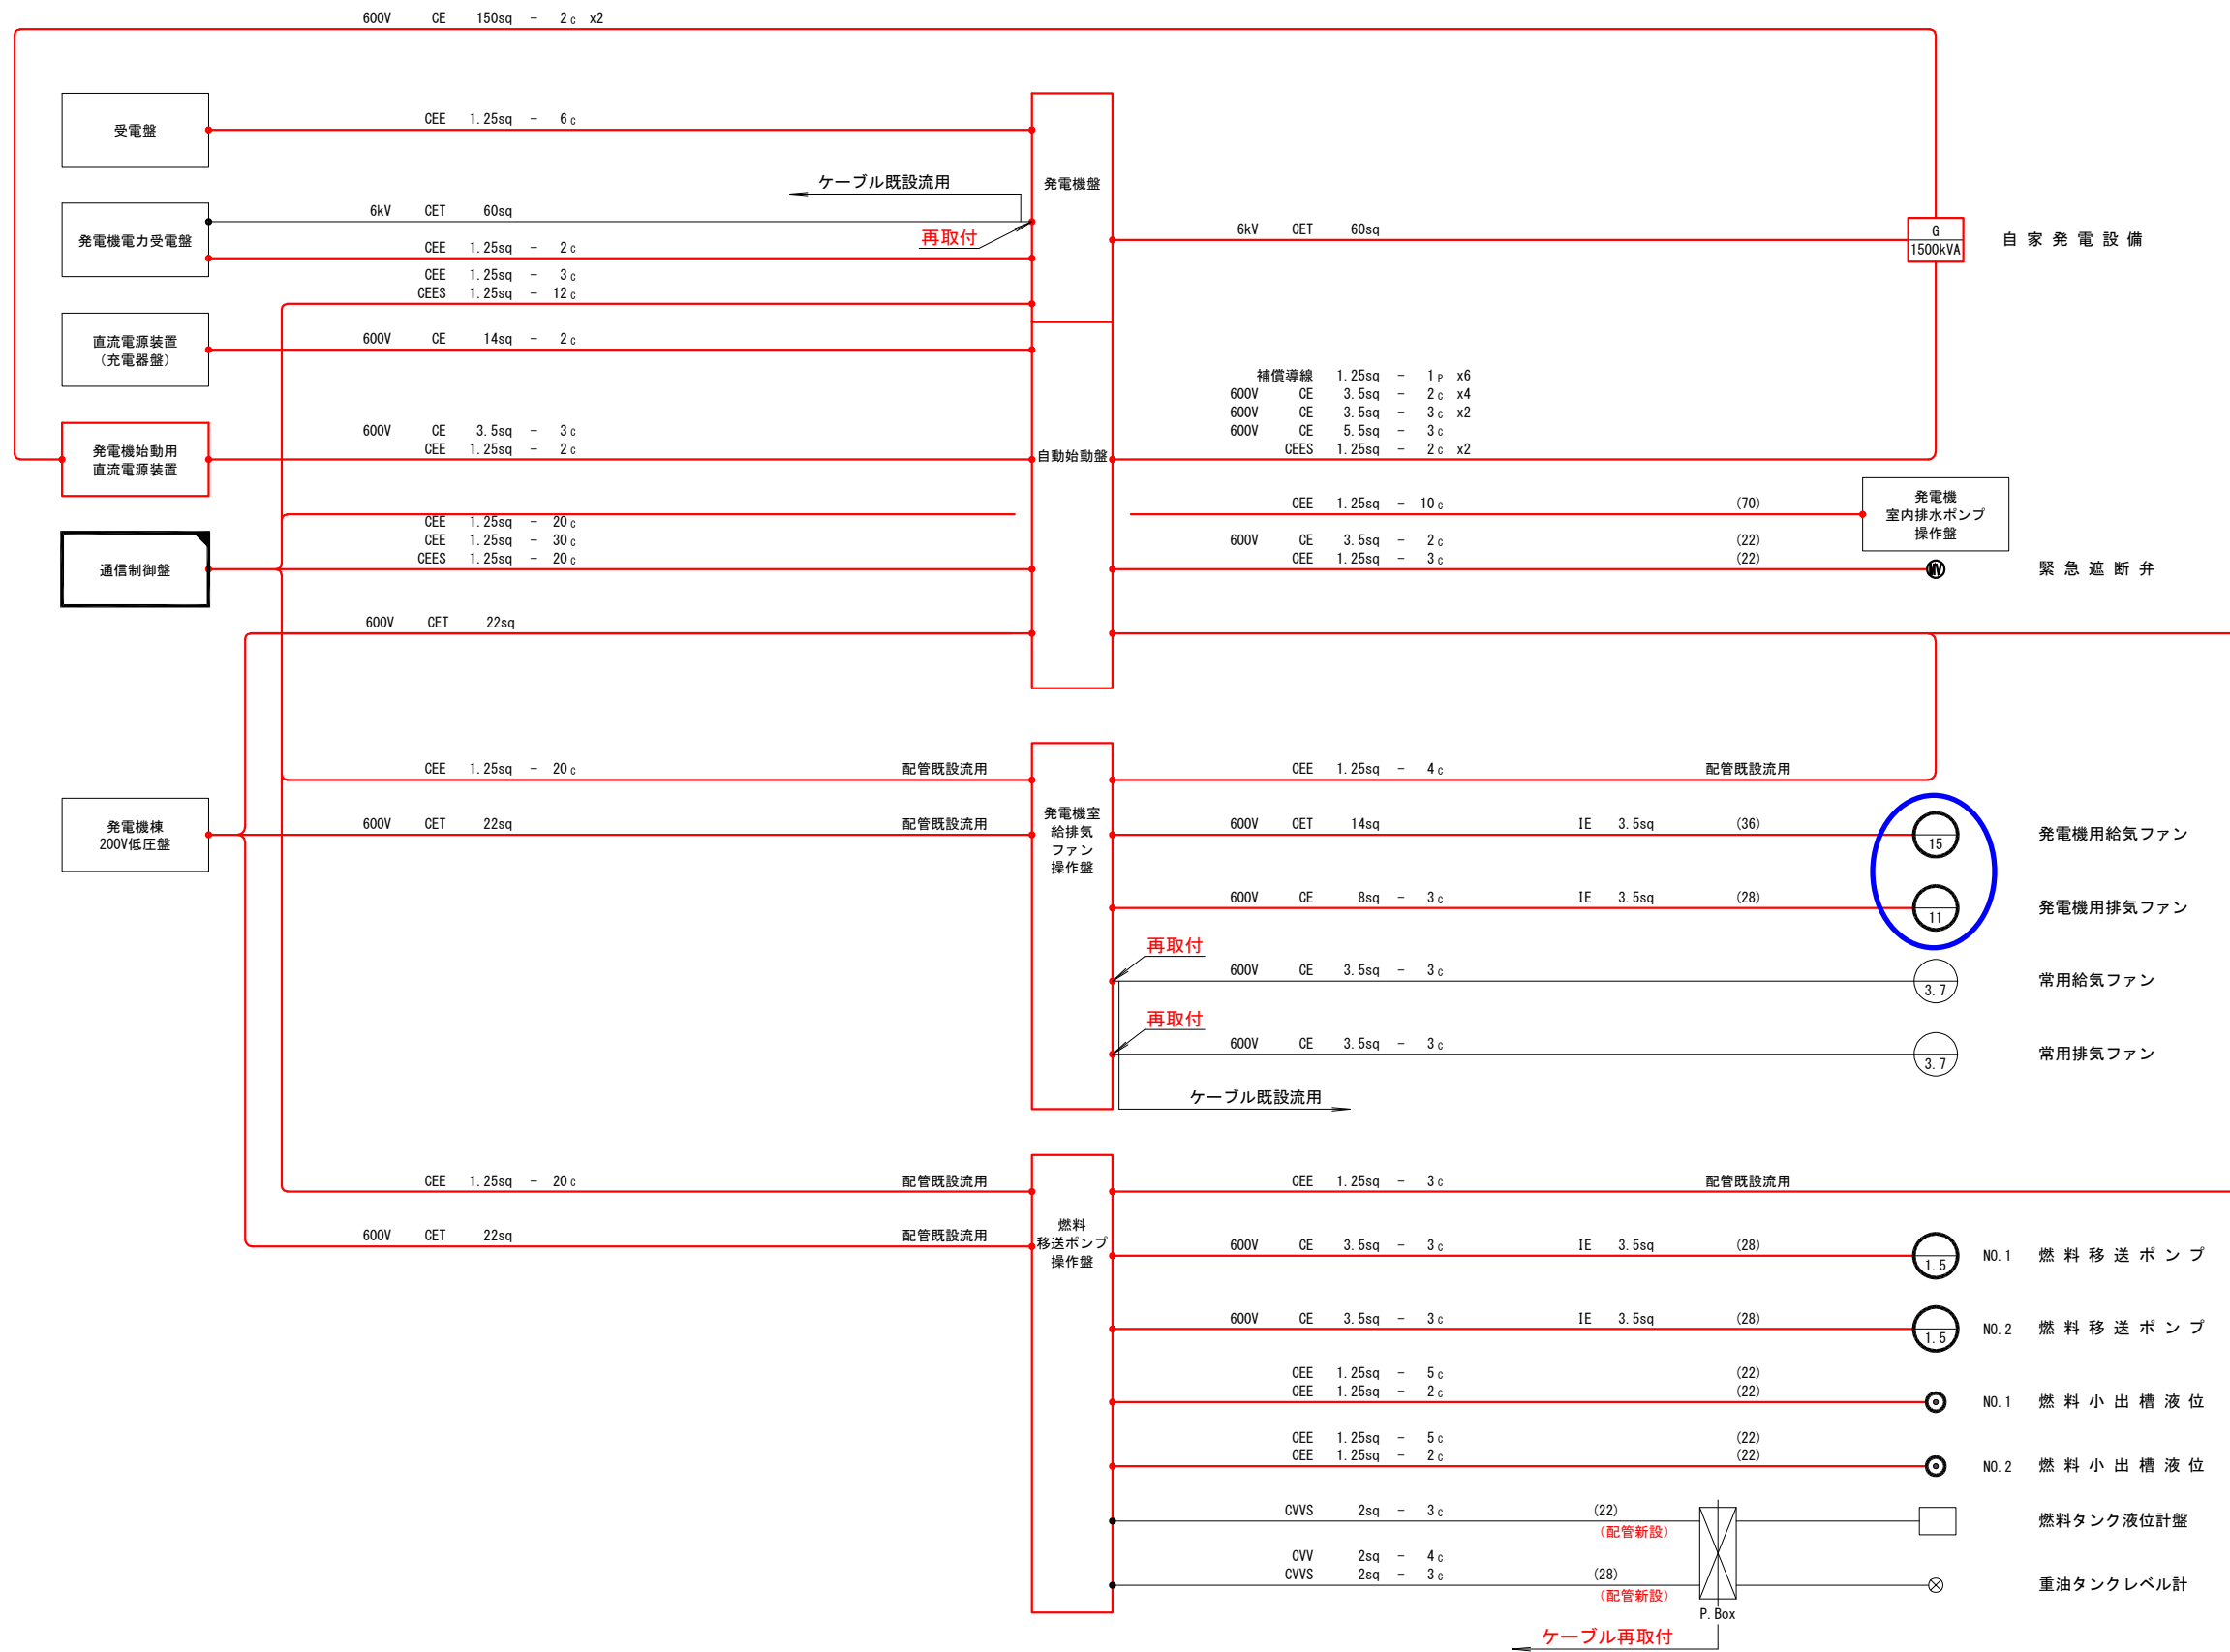 600V CE 150sq - 2c x2
受電盤
CEE 1.25sq - 6c
発電機盤
ケーブル既設流用
発電機電力受電盤
6kV CET 60sq
再取付
CEE 1.25sq - 2c
6kV CET 60sq
G
1500kVA
自家発電設備
CEE 1.25sq - 3c
CEES 1.25sq - 12c
直流電源装置
(充電器盤)
600V CE 14sq - 2c
補償導線 1.25sq - 1P x6
600V CE 3.5sq - 2c x4
600V CE 3.5sq - 3c x2
600V CE 5.5sq - 3c
CEES 1.25sq - 2c x2
発電機始動用
直流電源装置
600V CE 3.5sq - 3c
CEE 1.25sq - 2c
自動始動盤
CEE 1.25sq - 10c (70)
発電機
室内排水ポンプ
操作盤
通信制御盤
CEE 1.25sq - 20c
CEE 1.25sq - 30c
CEES 1.25sq - 20c
600V CE 3.5sq - 2c (22)
CEE 1.25sq - 3c (22)
MV
緊急遮断弁
600V CET 22sq
CEE 1.25sq - 20c 配管既設流用
CEE 1.25sq - 4c 配管既設流用
発電機棟
200V低圧盤
600V CET 22sq 配管既設流用
発電機室
給排気
ファン
操作盤
600V CET 14sq IE 3.5sq (36)
15
発電機用給気ファン
600V CE 8sq - 3c IE 3.5sq (28)
11
発電機用排気ファン
再取付
600V CE 3.5sq - 3c
3.7
常用給気ファン
再取付
600V CE 3.5sq - 3c
3.7
常用排気ファン
ケーブル既設流用
CEE 1.25sq - 20c 配管既設流用
CEE 1.25sq - 3c 配管既設流用
600V CET 22sq 配管既設流用
燃料
移送ポンプ
操作盤
600V CE 3.5sq - 3c IE 3.5sq (28)
1.5
NO.1 燃料移送ポンプ
600V CE 3.5sq - 3c IE 3.5sq (28)
1.5
NO.2 燃料移送ポンプ
CEE 1.25sq - 5c (22)
CEE 1.25sq - 2c (22)
NO.1 燃料小出槽液位
CEE 1.25sq - 5c (22)
CEE 1.25sq - 2c (22)
NO.2 燃料小出槽液位
CVVS 2sq - 3c (22)
(配管新設)
燃料タンク液位計盤
CVV 2sq - 4c
CVVS 2sq - 3c (28)
(配管新設)
重油タンクレベル計
P.Box
ケーブル再取付